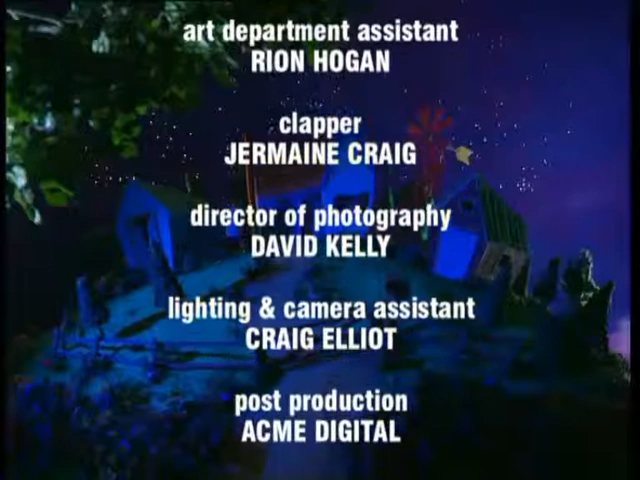 art department assistant
RION HOGAN
clapper
JERMAINE CRAIG
director of photography
DAVID KELLY
lighting & camera assistant
CRAIG ELLIOT
post production
ACME DIGITAL